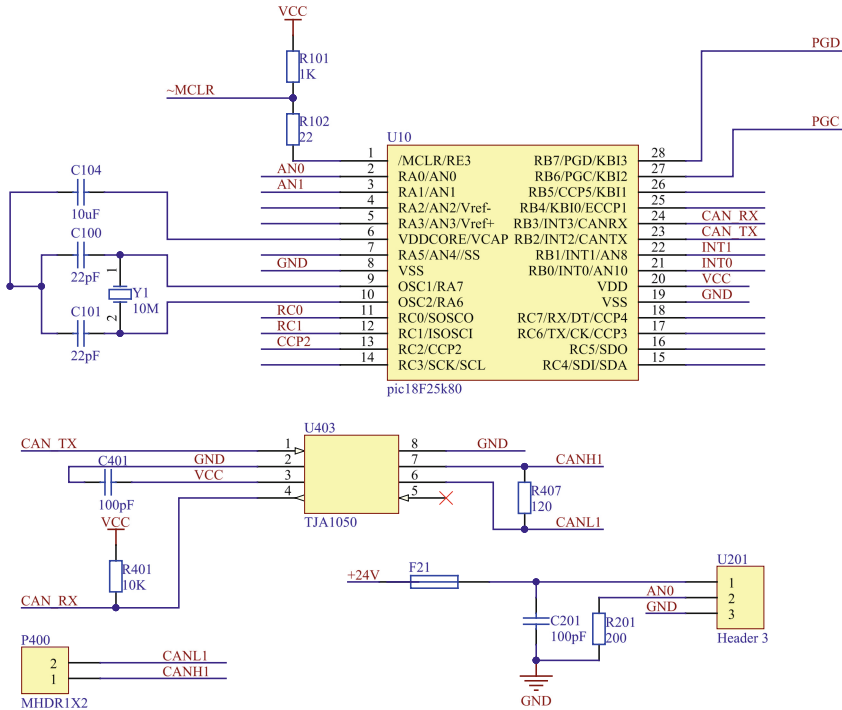 VCC
R101
1K
~MCLR
R102
22
PGD
PGC
U10
1 /MCLR/RE3 RB7/PGD/KBI3 28
AN0 2 RA0/AN0 RB6/PGC/KBI2 27
AN1 3 RA1/AN1 RB5/CCP5/KBI1 26
4 RA2/AN2/Vref- RB4/KBI0/ECCP1 25
5 RA3/AN3/Vref+ RB3/INT3/CANRX 24 CAN_RX
6 VDDCORE/VCAP RB2/INT2/CANTX 23 CAN_TX
7 RA5/AN4//SS RB1/INT1/AN8 22 INT1
GND 8 VSS RB0/INT0/AN10 21 INT0
9 OSC1/RA7 VDD 20 VCC
10 OSC2/RA6 VSS 19 GND
RC0 11 RC0/SOSCO RC7/RX/DT/CCP4 18
RC1 12 RC1/ISOSCI RC6/TX/CK/CCP3 17
CCP2 13 RC2/CCP2 RC5/SDO 16
14 RC3/SCK/SCL RC4/SDI/SDA 15
pic18F25k80
C104
10uF
C100
22pF
1
Y1
10M
2
C101
22pF
U403
CAN_TX 1 8 GND
GND 2 7 CANH1
C401 VCC 3 6
4 5
100pF
TJA1050
R407
120
CANL1
VCC
R401
10K
CAN_RX
+24V F21
U201
1
AN0 2
GND 3
Header 3
C201
100pF
R201
200
GND
P400
2 CANL1
1 CANH1
MHDR1X2